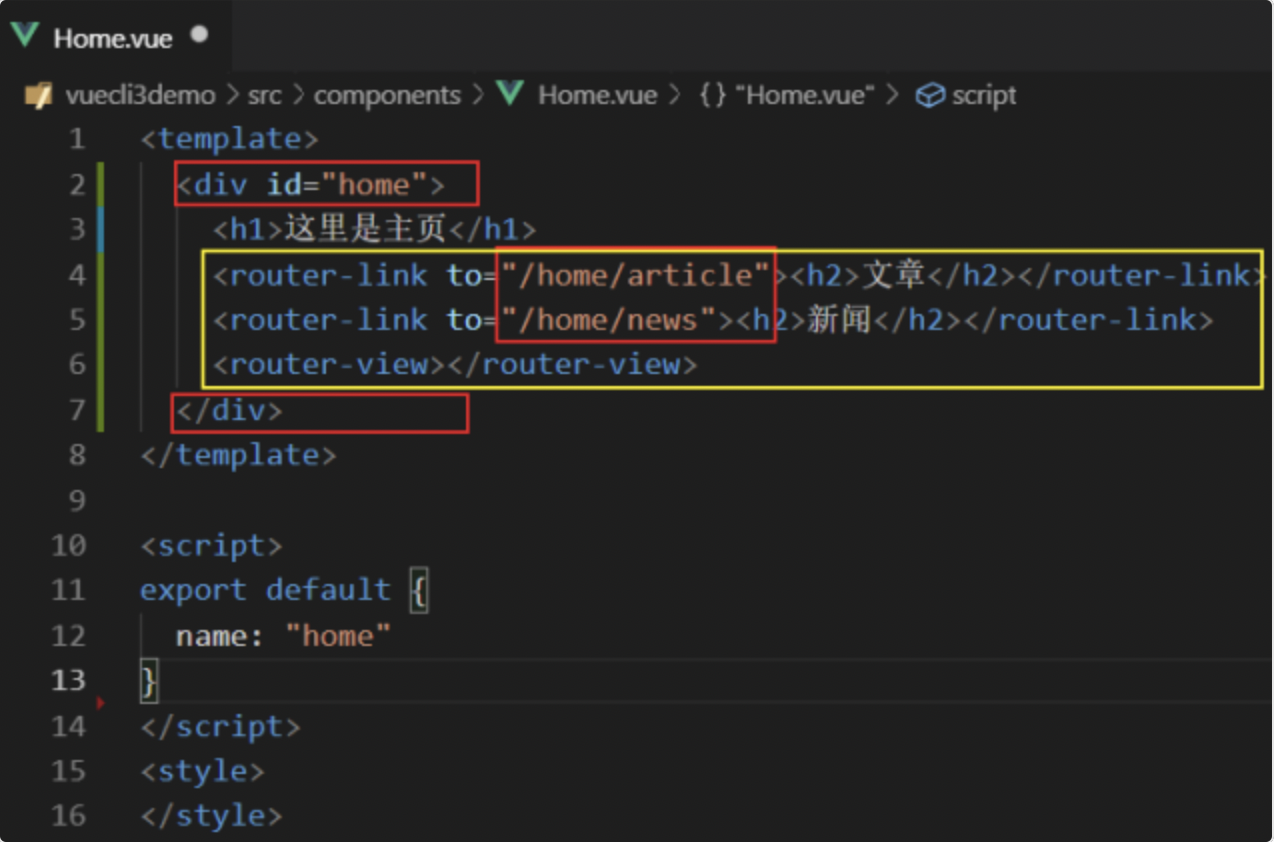 Home.vue
vuecli3demo > src > components > Home.vue > {} "Home.vue" > script
1 <template>
2 <div id="home">
3 <h1>这里是主页</h1>
4 <router-link to="/home/article"><h2>文章</h2></router-link>
5 <router-link to="/home/news"><h2>新闻</h2></router-link>
6 <router-view></router-view>
7 </div>
8 </template>
9
10 <script>
11 export default {
12 name: "home"
13 }
14 </script>
15 <style>
16 </style>